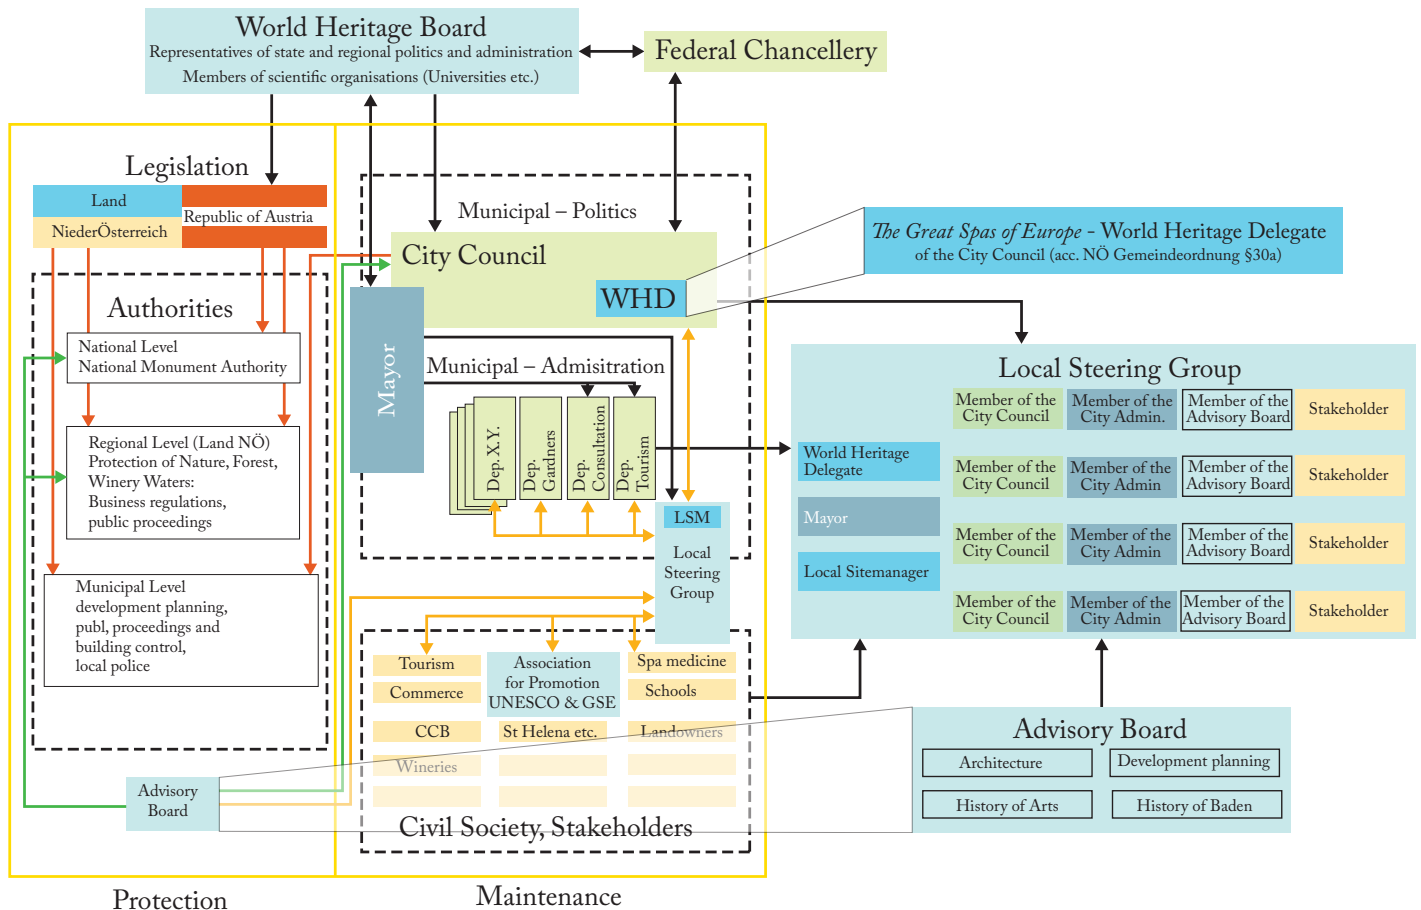 World Heritage Board
Representatives of state and regional politics and administration
Members of scientific organisations (Universities etc.)
Federal Chancellery
Legislation
Land
NiederÖsterreich
Republic of Austria
Authorities
National Level
National Monument Authority
Regional Level (Land NÖ)
Protection of Nature, Forest,
Winery Waters:
Business regulations,
public proceedings
Municipal Level
development planning,
publ, proceedings and
building control,
local police
Advisory
Board
Protection
Municipal – Politics
City Council
WHD
Mayor
Municipal – Admisitration
Dep. X.Y.
Dep.
Gardners
Dep.
Consultation
Dep.
Tourism
LSM
Local
Steering
Group
Tourism
Commerce
CCB
Wineries
Association
for Promotion
UNESCO & GSE
St Helena etc.
Spa medicine
Schools
Landowners
Civil Society, Stakeholders
Maintenance
The Great Spas of Europe - World Heritage Delegate
of the City Council (acc. NÖ Gemeindeordnung §30a)
Local Steering Group
World Heritage
Delegate
Mayor
Local Sitemanager
Member of the
City Council
Member of the
City Admin.
Member of the
Advisory Board
Stakeholder
Member of the
City Council
Member of the
City Admin
Member of the
Advisory Board
Stakeholder
Member of the
City Council
Member of the
City Admin
Member of the
Advisory Board
Stakeholder
Member of the
City Council
Member of the
City Admin
Member of the
Advisory Board
Stakeholder
Advisory Board
Architecture
Development planning
History of Arts
History of Baden